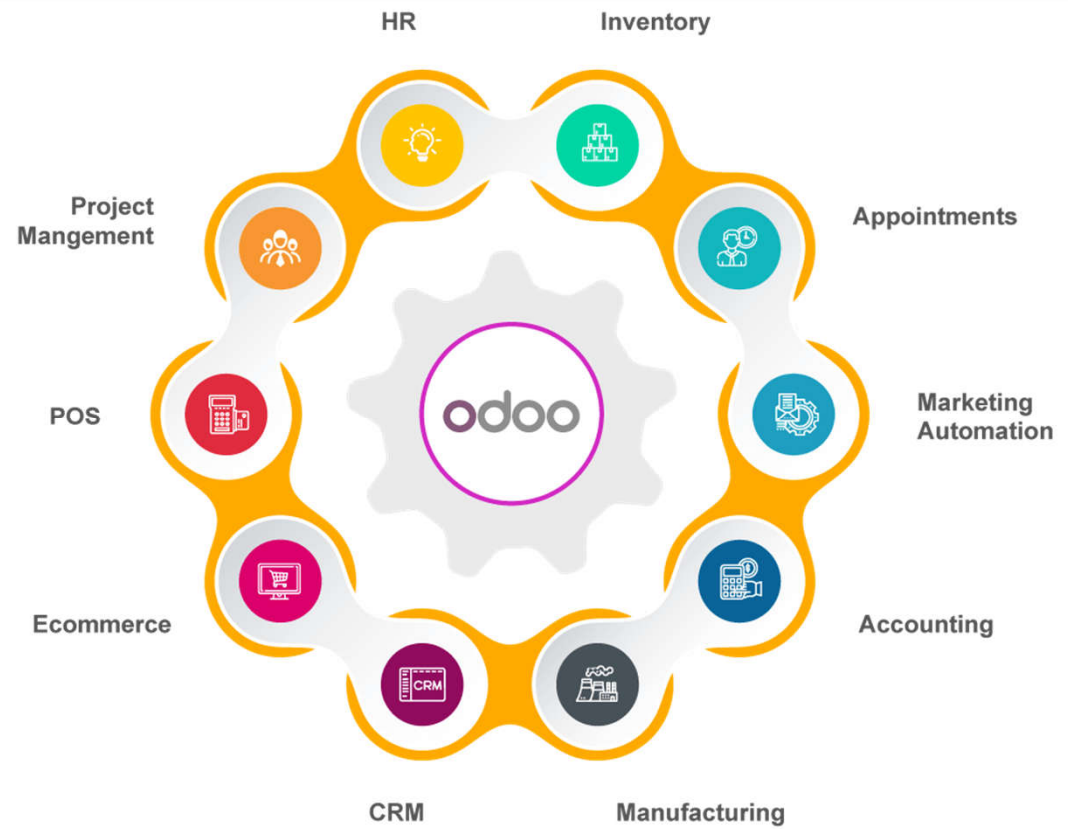 HR
Inventory
Project
Mangement
Appointments
odoo
POS
Marketing
Automation
Ecommerce
Accounting
CRM
CRM
Manufacturing